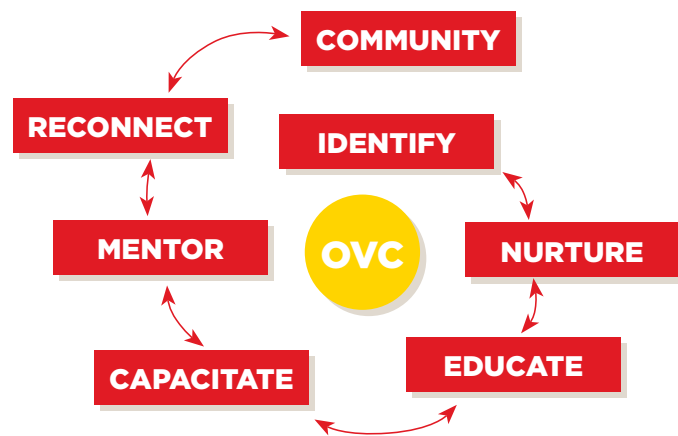 COMMUNITY
RECONNECT
IDENTIFY
MENTOR
OVC
NURTURE
CAPACITATE
EDUCATE